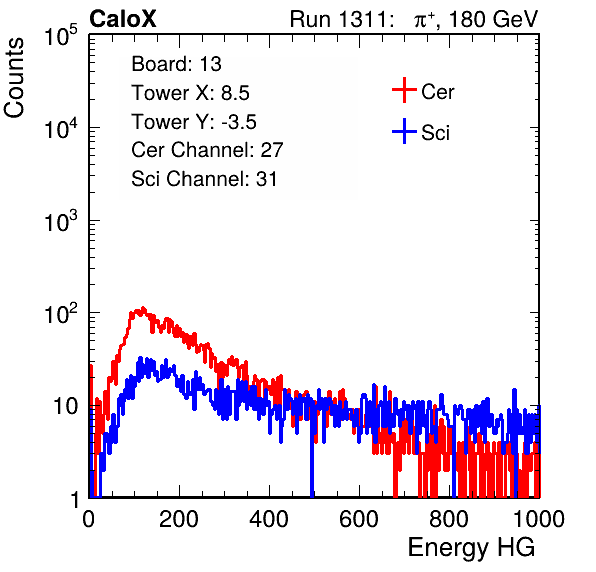 CaloX Run 1311: π⁺, 180 GeV
Counts
10⁵
10⁴
10³
10²
10
1
Board: 13
Tower X: 8.5
Tower Y: -3.5
Cer Channel: 27
Sci Channel: 31
Cer
Sci
0 200 400 600 800 1000
Energy HG